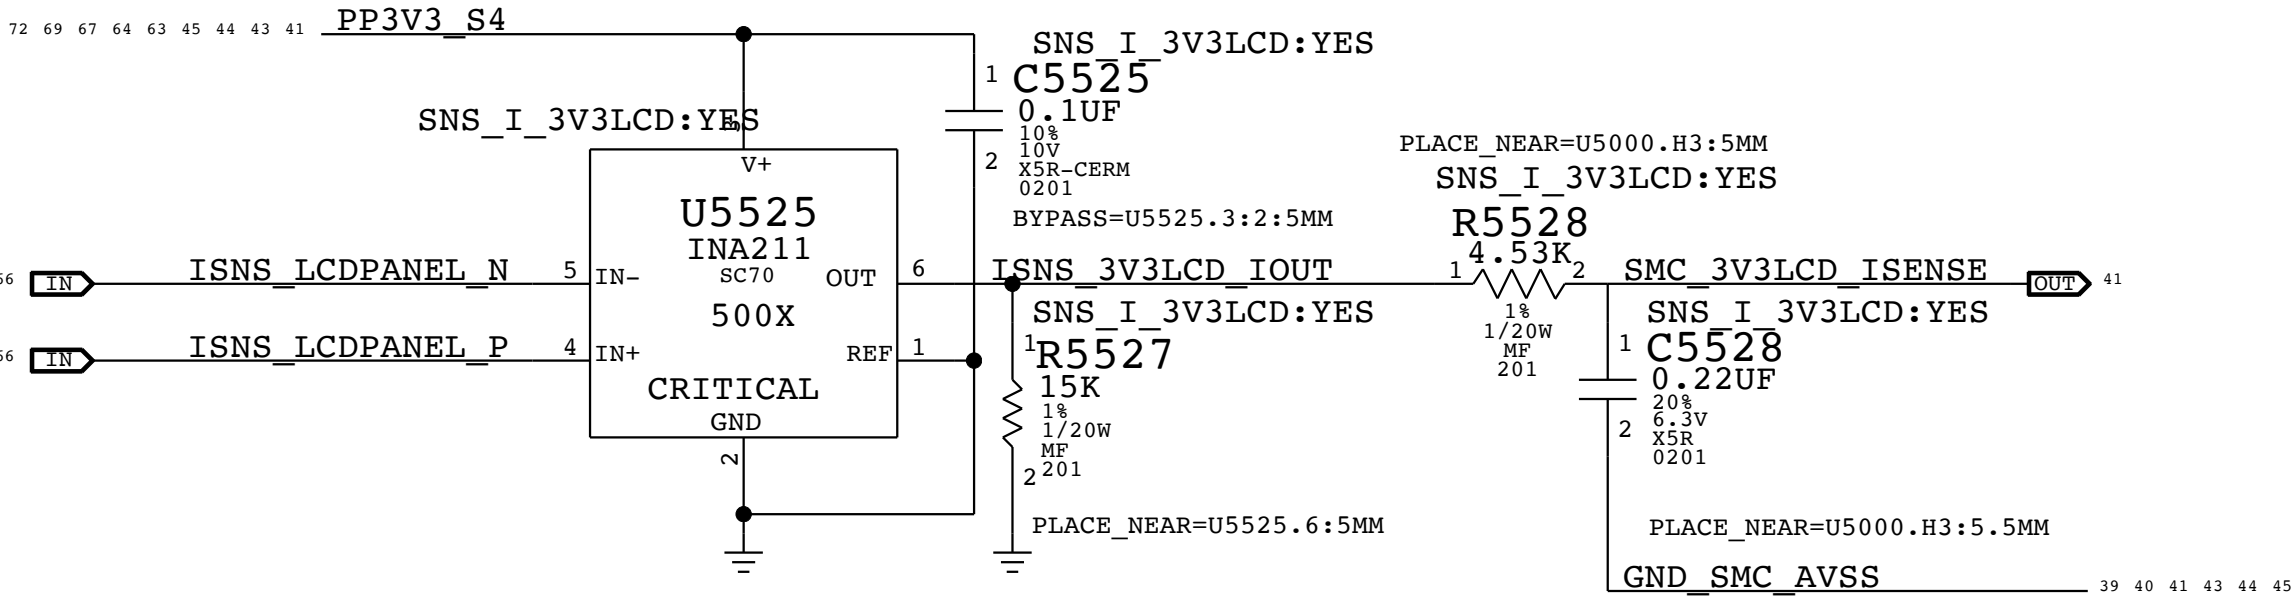 72 69 67 64 63 45 44 43 41 PP3V3_S4
SNS_I_3V3LCD:YES
1 C5525
0.1UF
10%
10V
2 X5R-CERM
0201
BYPASS=U5525.3:2:5MM
SNS_I_3V3LCD:YES
3
V+
U5525
INA211
SC70
500X
CRITICAL
GND
2
IN ISNS_LCDPANEL_N 5 IN-
IN ISNS_LCDPANEL_P 4 IN+
OUT 6 ISNS_3V3LCD_IOUT
REF 1
SNS_I_3V3LCD:YES
1 R5527
15K
1%
1/20W
MF
2 201
PLACE_NEAR=U5525.6:5MM
PLACE_NEAR=U5000.H3:5MM
SNS_I_3V3LCD:YES
R5528
4.53K
1 2
1%
1/20W
MF
201
SMC_3V3LCD_ISENSE OUT 41
SNS_I_3V3LCD:YES
1 C5528
0.22UF
20%
6.3V
2 X5R
0201
PLACE_NEAR=U5000.H3:5.5MM
GND_SMC_AVSS 39 40 41 43 44 45